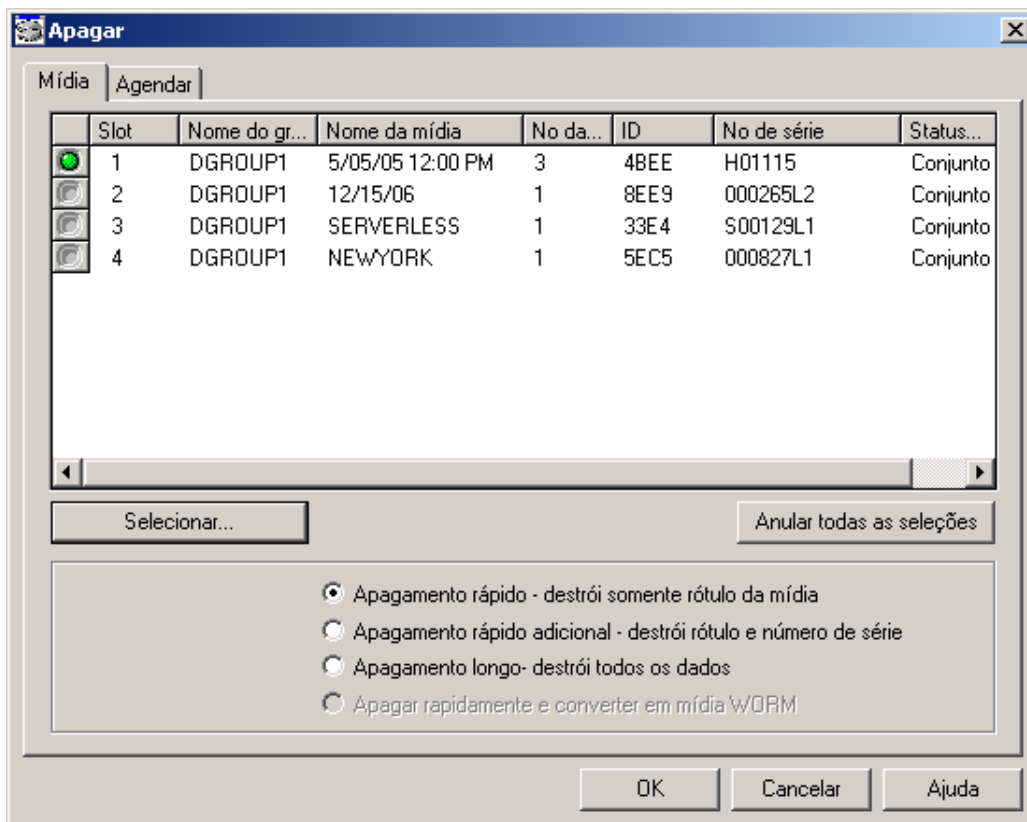 Apagar
Mídia Agendar
Slot Nome do gr... Nome da mídia No da... ID No de série Status...
1 DGROUP1 5/05/05 12:00 PM 3 4BEE H01115 Conjunto
2 DGROUP1 12/15/06 1 8EE9 000265L2 Conjunto
3 DGROUP1 SERVERLESS 1 33E4 S00129L1 Conjunto
4 DGROUP1 NEWYORK 1 5EC5 000827L1 Conjunto
Selecionar... Anular todas as seleções
Apagamento rápido - destrói somente rótulo da mídia
Apagamento rápido adicional - destrói rótulo e número de série
Apagamento longo- destrói todos os dados
Apagar rapidamente e converter em mídia WORM
OK Cancelar Ajuda